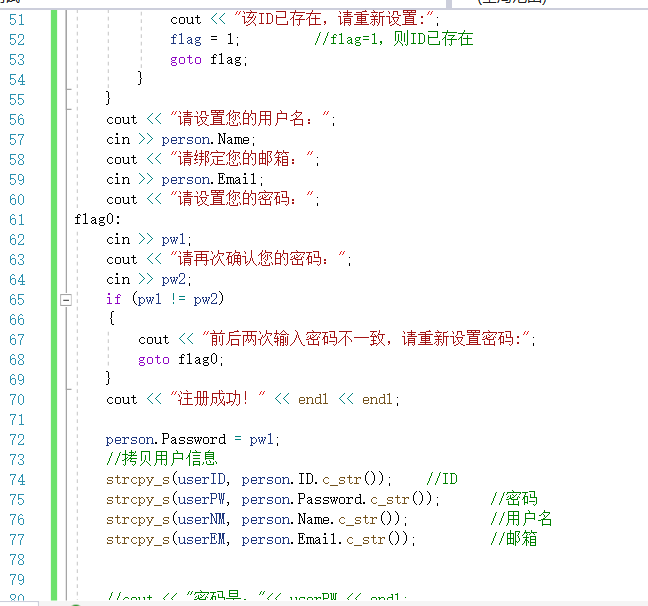 51 cout << "该ID已存在，请重新设置:";
52 flag = 1; //flag=1，则ID已存在
53 goto flag;
54 }
55 }
56 cout << "请设置您的用户名：";
57 cin >> person.Name;
58 cout << "请绑定您的邮箱：";
59 cin >> person.Email;
60 cout << "请设置您的密码：";
61 flag0:
62 cin >> pw1;
63 cout << "请再次确认您的密码：";
64 cin >> pw2;
65 if (pw1 != pw2)
66 {
67 cout << "前后两次输入密码不一致，请重新设置密码:";
68 goto flag0;
69 }
70 cout << "注册成功！" << endl << endl;
71
72 person.Password = pw1;
73 //拷贝用户信息
74 strcpy_s(userID, person.ID.c_str()); //ID
75 strcpy_s(userPW, person.Password.c_str()); //密码
76 strcpy_s(userNM, person.Name.c_str()); //用户名
77 strcpy_s(userEM, person.Email.c_str()); //邮箱
78
79
80 //cout << "密码是："<< userPW << endl;